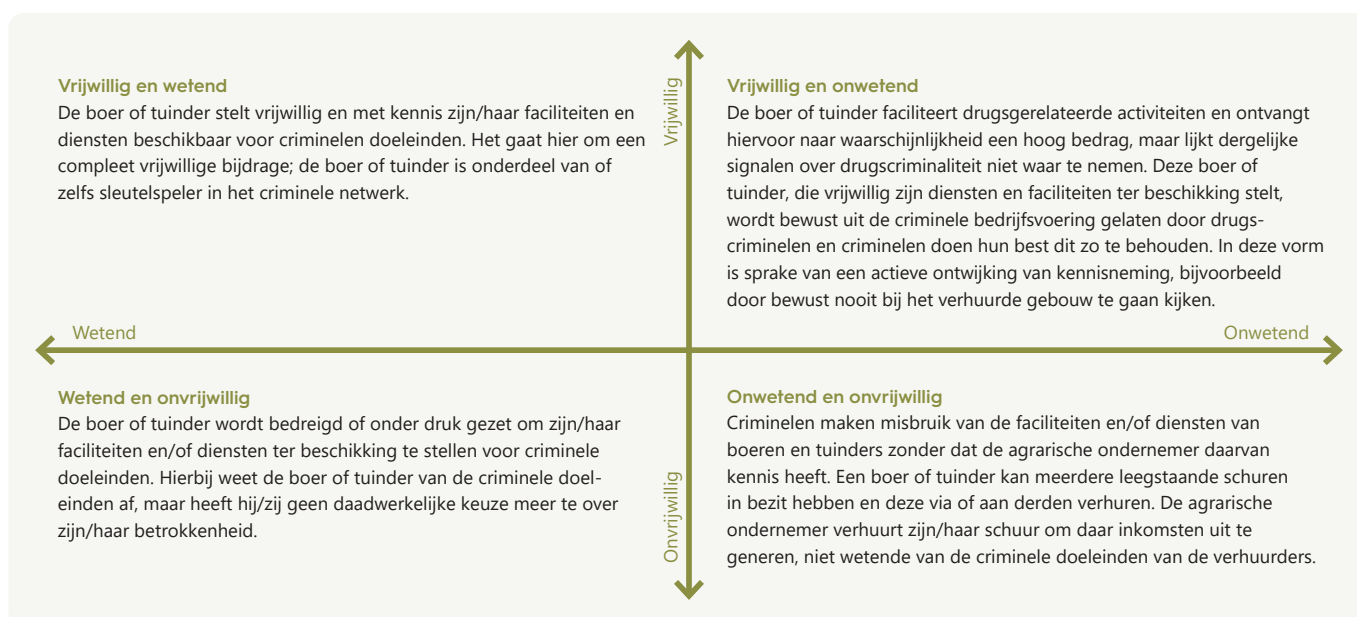 Vrijwillig en wetend
De boer of tuinder stelt vrijwillig en met kennis zijn/haar faciliteiten en
diensten beschikbaar voor criminelen doeleinden. Het gaat hier om een
compleet vrijwillige bijdrage; de boer of tuinder is onderdeel van of
zelfs sleutelspeler in het criminele netwerk.
Vrijwillig
Vrijwillig en onwetend
De boer of tuinder faciliteert drugsgerelateerde activiteiten en ontvangt
hiervoor naar waarschijnlijkheid een hoog bedrag, maar lijkt dergelijke
signalen over drugscriminaliteit niet waar te nemen. Deze boer of
tuinder, die vrijwillig zijn diensten en faciliteiten ter beschikking stelt,
wordt bewust uit de criminele bedrijfsvoering gelaten door drugs-
criminelen en criminelen doen hun best dit zo te behouden. In deze vorm
is sprake van een actieve ontwijking van kennisneming, bijvoorbeeld
door bewust nooit bij het verhuurde gebouw te gaan kijken.
Wetend
Onwetend
Wetend en onvrijwillig
De boer of tuinder wordt bedreigd of onder druk gezet om zijn/haar
faciliteiten en/of diensten ter beschikking te stellen voor criminele
doeleinden. Hierbij weet de boer of tuinder van de criminele doel-
einden af, maar heeft hij/zij geen daadwerkelijke keuze meer te over
zijn/haar betrokkenheid.
Onvrijwillig
Onwetend en onvrijwillig
Criminelen maken misbruik van de faciliteiten en/of diensten van
boeren en tuinders zonder dat de agrarische ondernemer daarvan
kennis heeft. Een boer of tuinder kan meerdere leegstaande schuren
in bezit hebben en deze via of aan derden verhuren. De agrarische
ondernemer verhuurt zijn/haar schuur om daar inkomsten uit te
generen, niet wetende van de criminele doeleinden van de verhuurders.